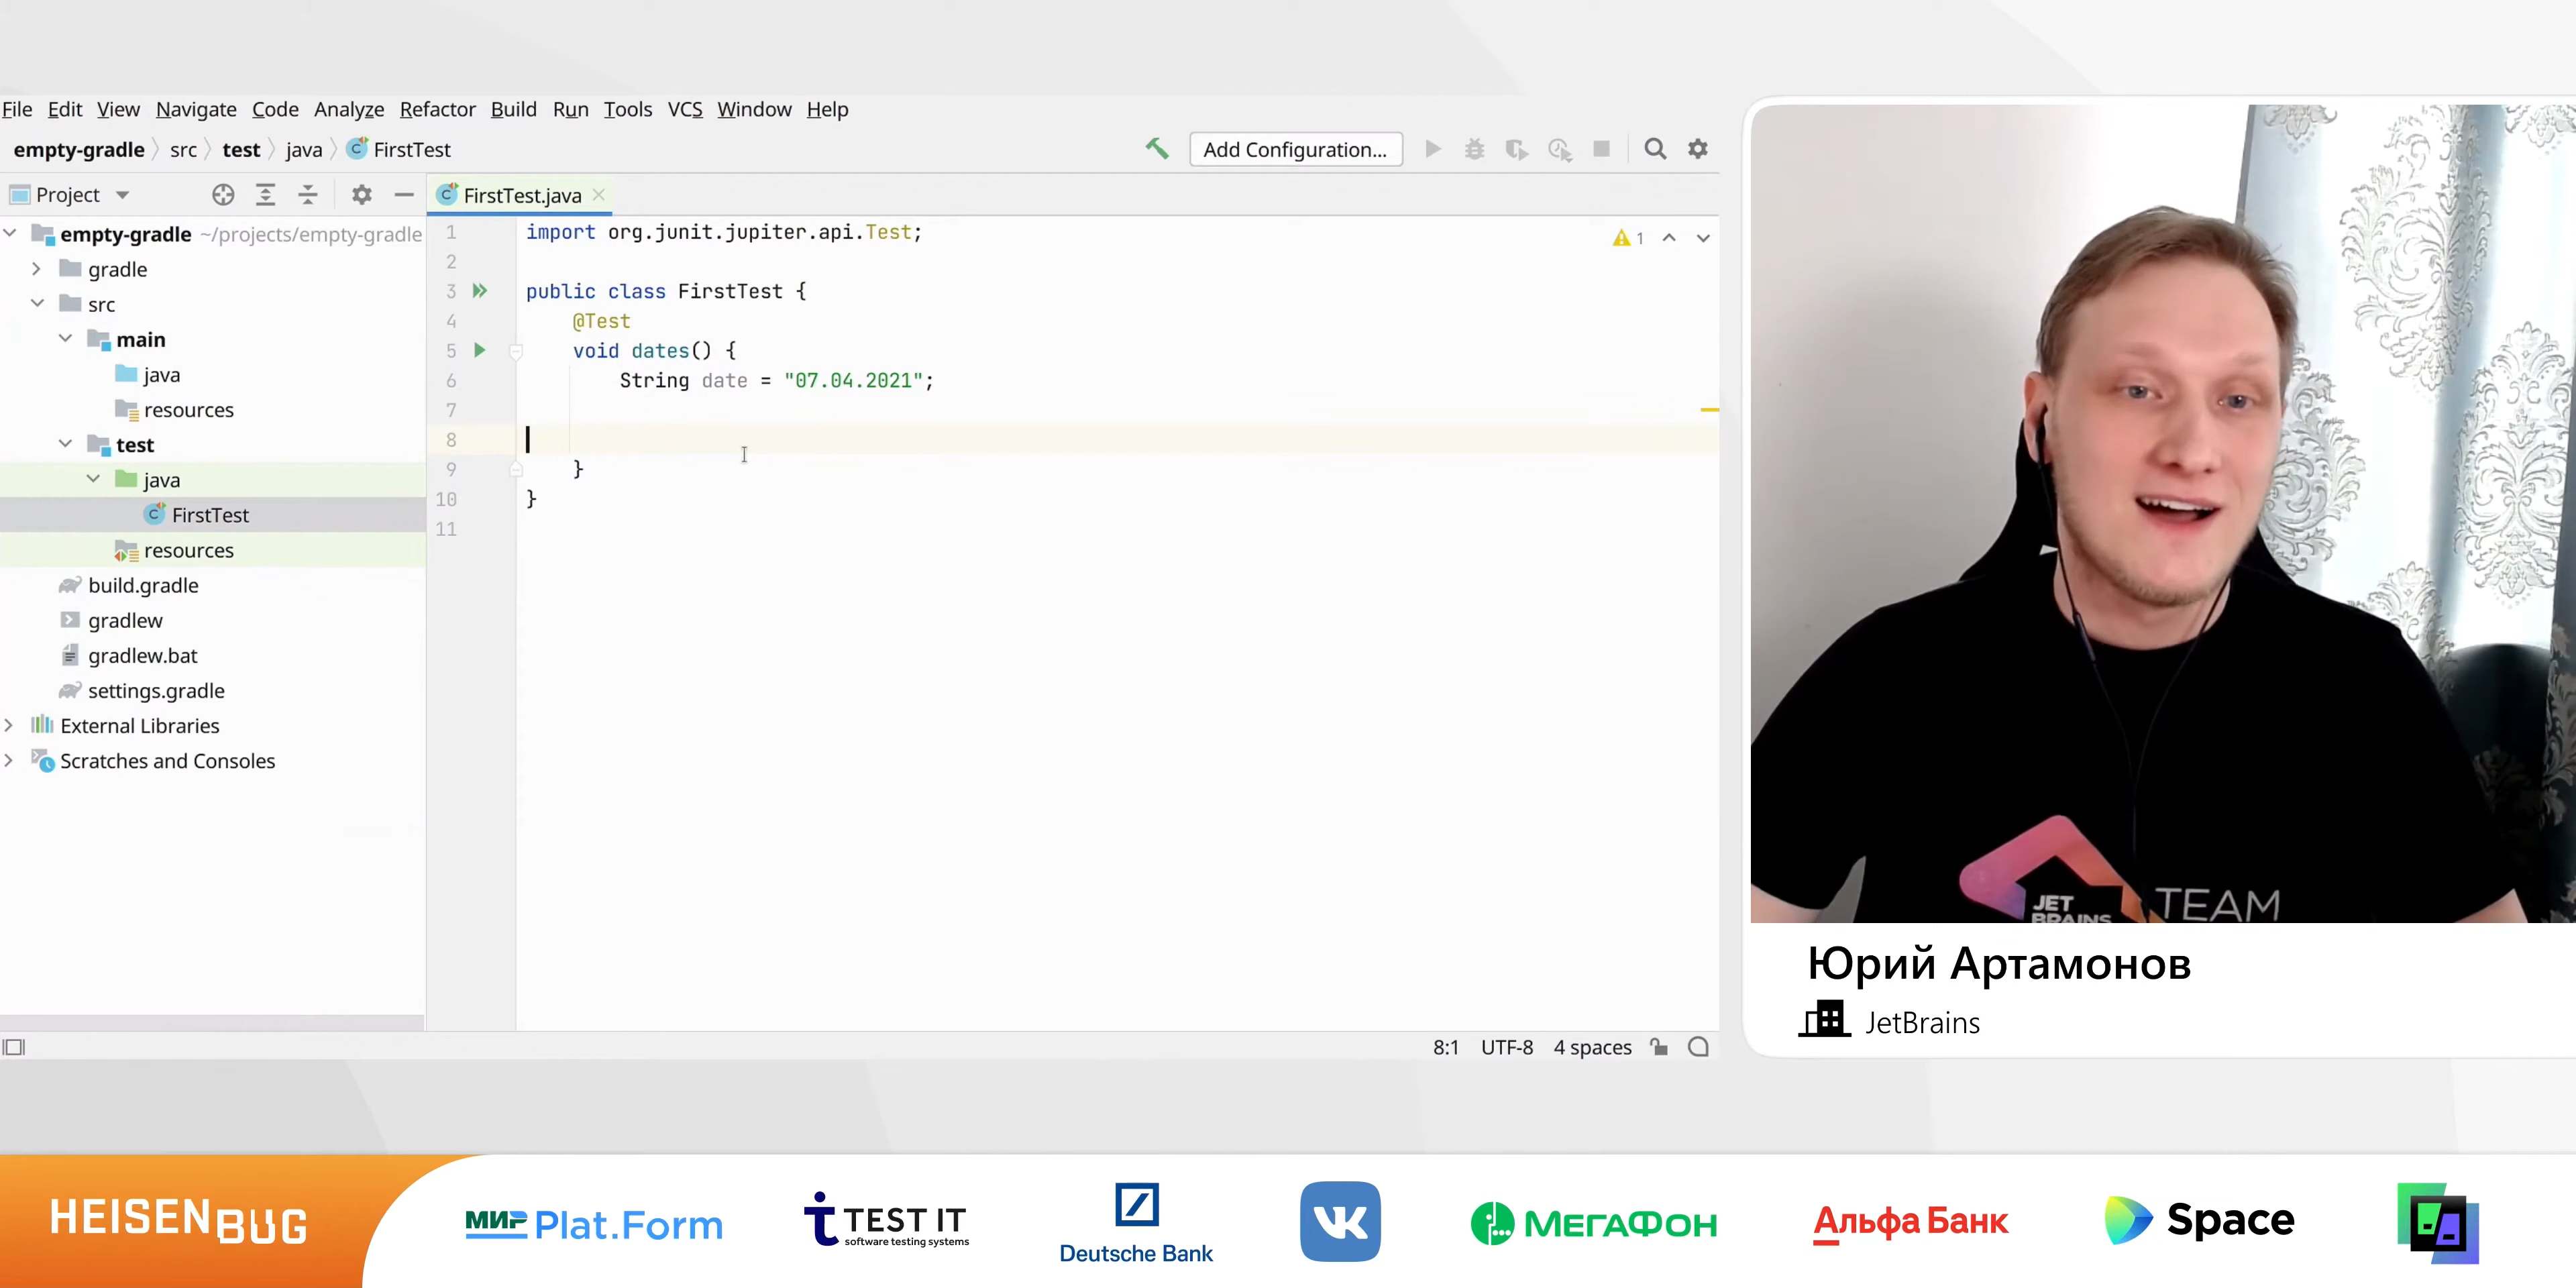 File Edit View Navigate Code Analyze Refactor Build Run Tools VCS Window Help
empty-gradle src test java FirstTest
Add Configuration...
Project
FirstTest.java
empty-gradle ~/projects/empty-gradle
gradle
src
main
java
resources
test
java
FirstTest
resources
build.gradle
gradlew
gradlew.bat
settings.gradle
External Libraries
Scratches and Consoles
1 import org.junit.jupiter.api.Test;
2
3 public class FirstTest {
4 @Test
5 void dates() {
6 String date = "07.04.2021";
7
8
9 }
10 }
11
1
8:1 UTF-8 4 spaces
JET BRAINS TEAM
Юрий Артамонов
JetBrains
HEISENBUG
МИР Plat.Form
TEST IT
software testing systems
Deutsche Bank
VK
МЕГАФОН
Альфа Банк
Space